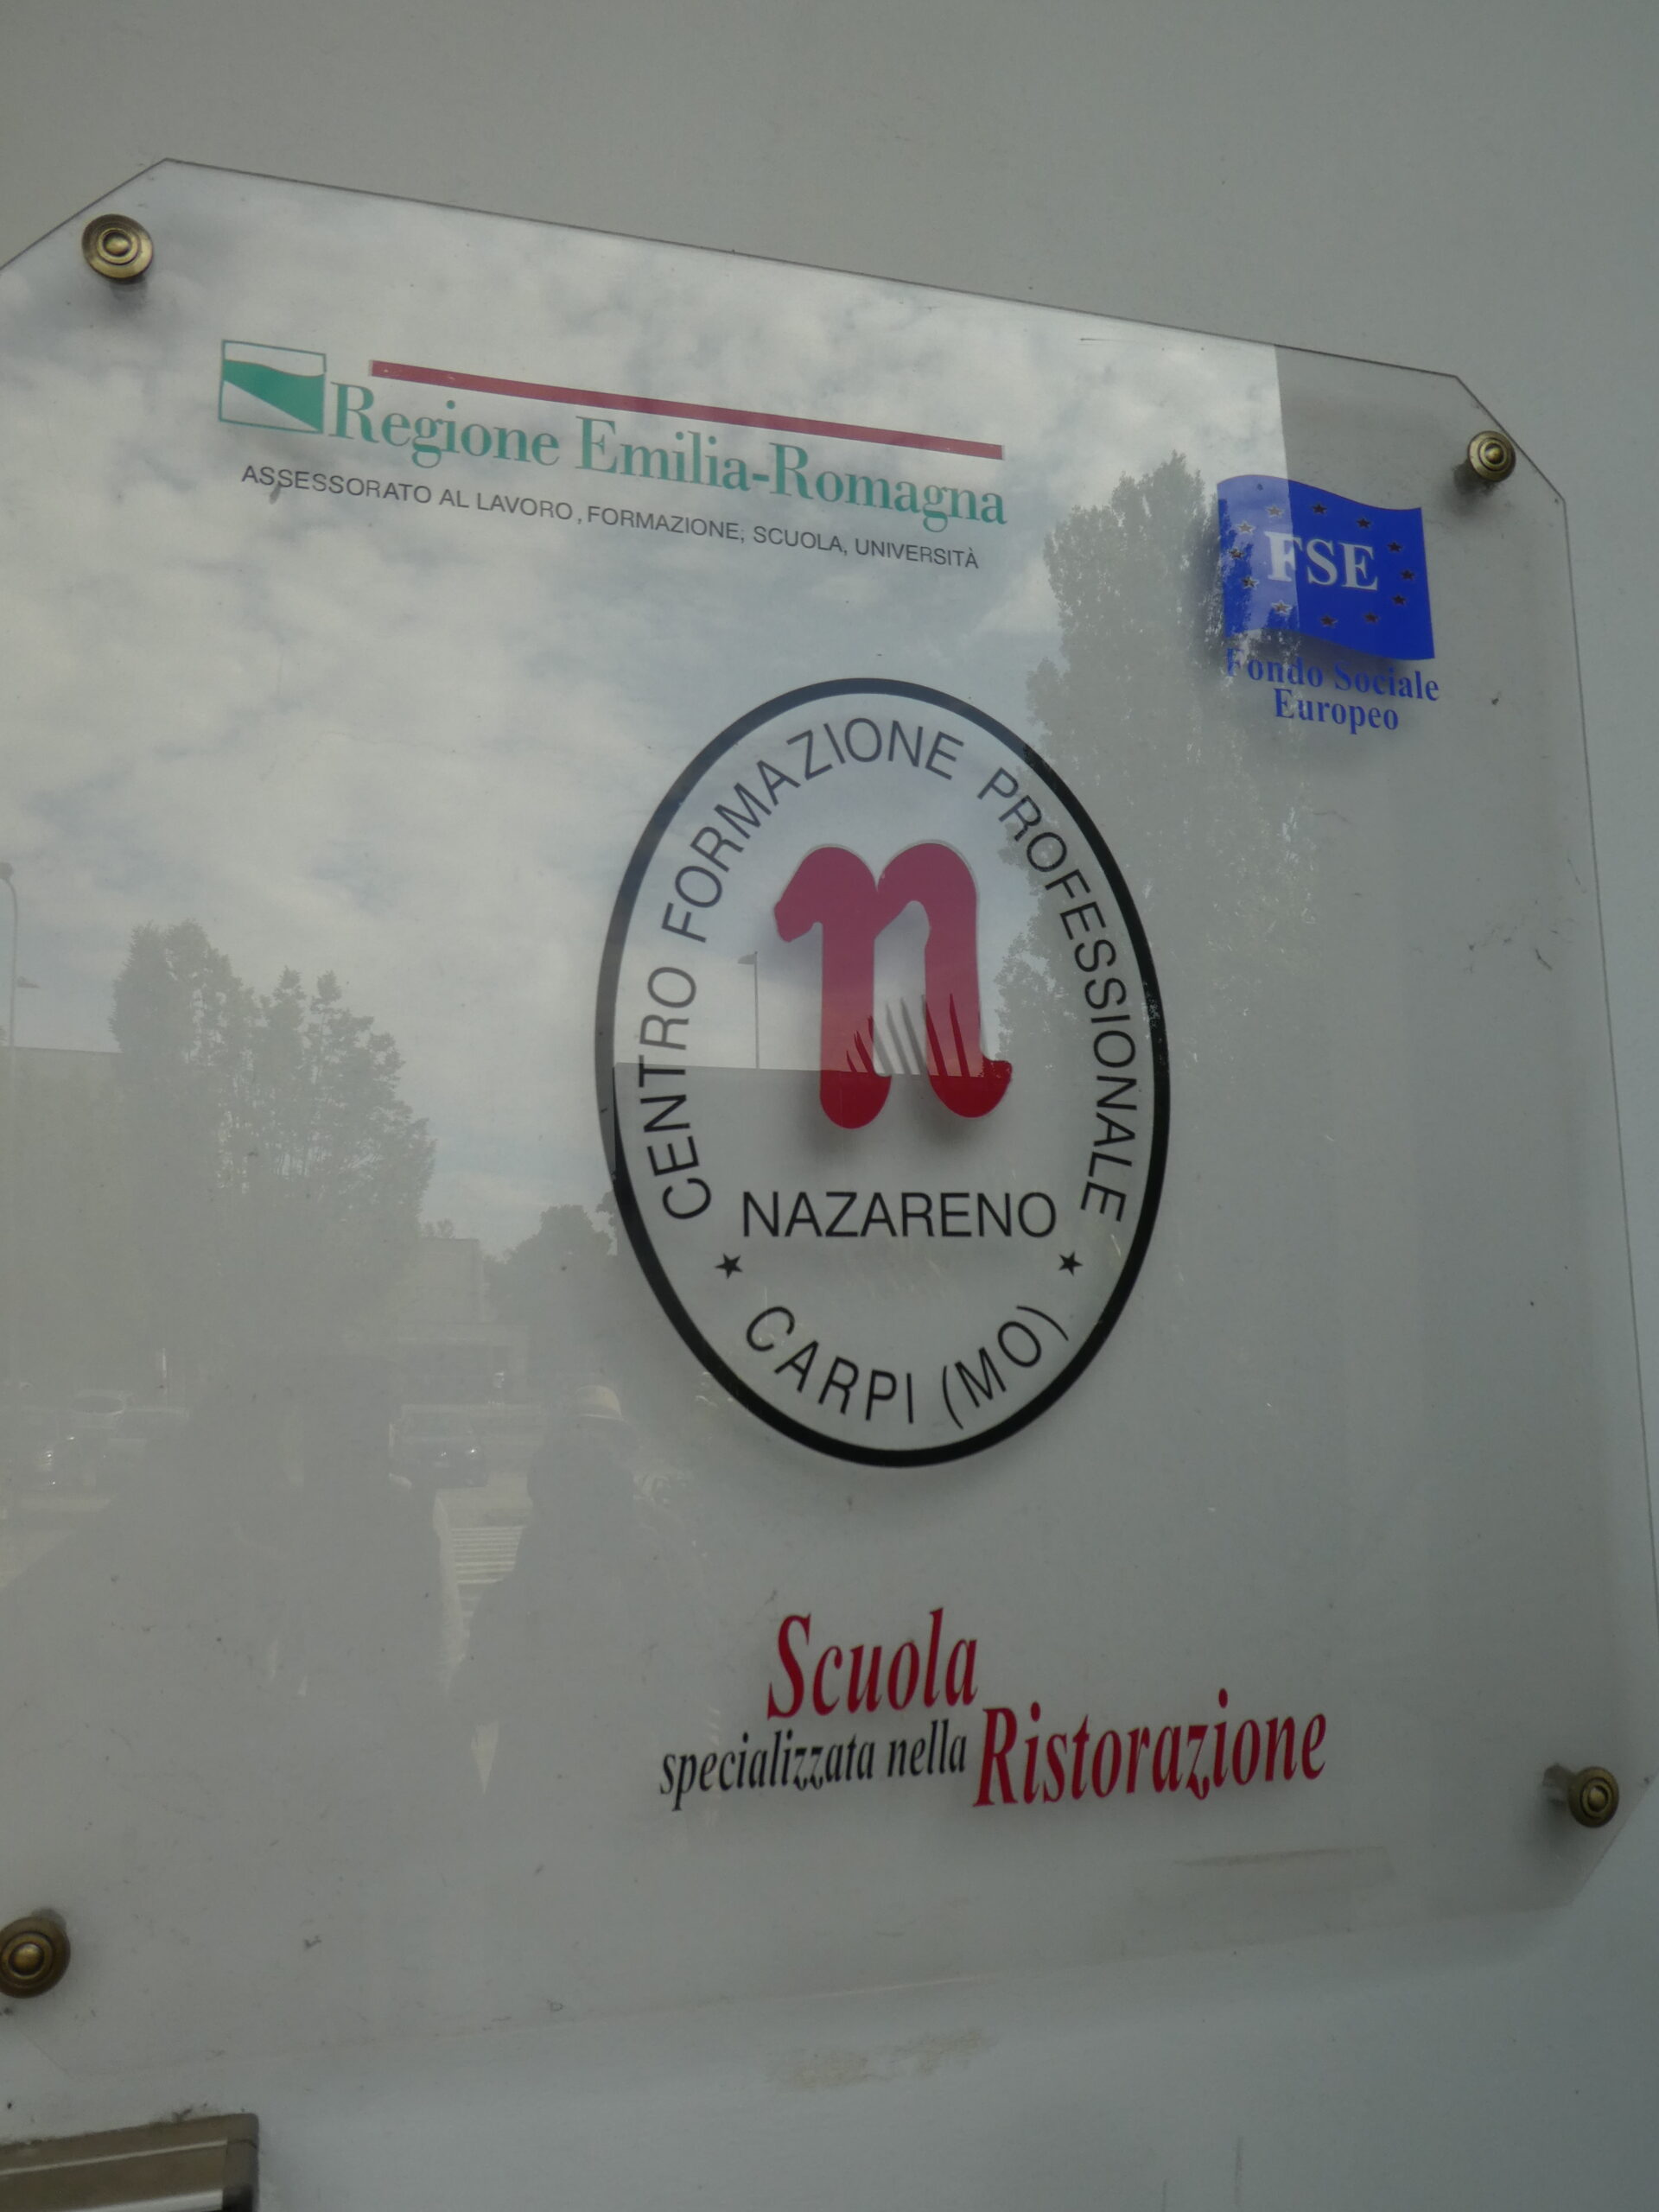 Regione Emilia-Romagna
ASSESSORATO AL LAVORO, FORMAZIONE, SCUOLA, UNIVERSITÀ
FSE
Fondo Sociale
Europeo
CENTRO FORMAZIONE PROFESSIONALE
n
NAZARENO
CARPI (MO)
Scuola
specializzata nella Ristorazione